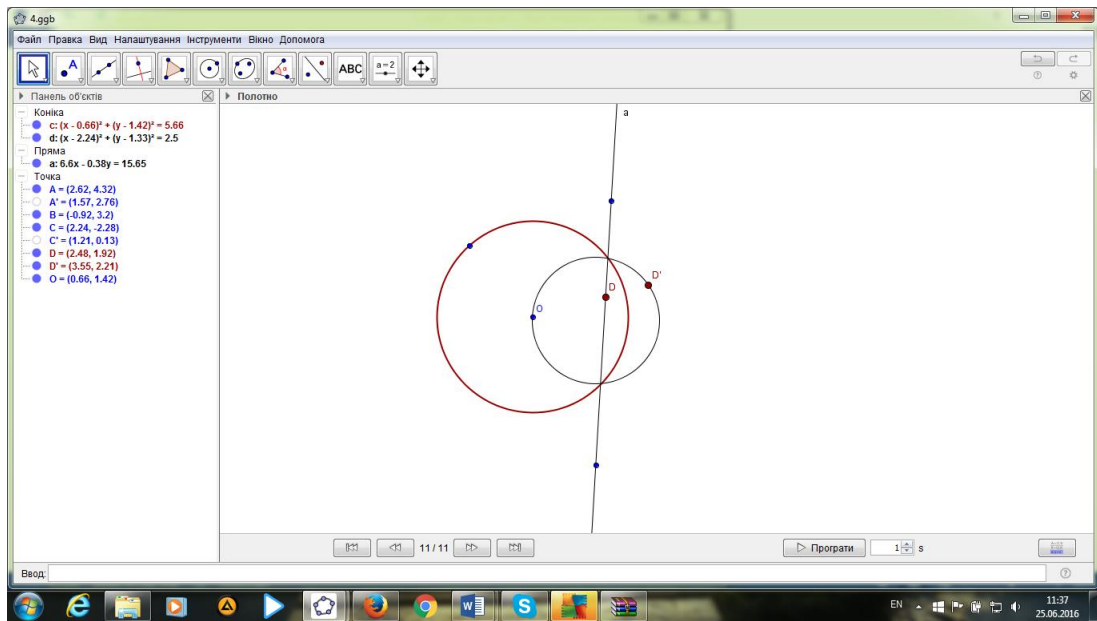 4.ggb
Файл Правка Вид Налаштування Інструменти Вікно Допомога
A
a=2
ABC
Панель об'єктів
Полотно
Коніка
c: (x - 0.66)² + (y - 1.42)² = 5.66
d: (x - 2.24)² + (y - 1.33)² = 2.5
Пряма
a: 6.6x - 0.38y = 15.65
Точка
A = (2.62, 4.32)
A' = (1.57, 2.76)
B = (-0.92, 3.2)
C = (2.24, -2.28)
C' = (1.21, 0.13)
D = (2.48, 1.92)
D' = (3.55, 2.21)
O = (0.66, 1.42)
a
D'
D
O
11 / 11
Програти
1 s
Ввод:
EN
11:37
25.06.2016